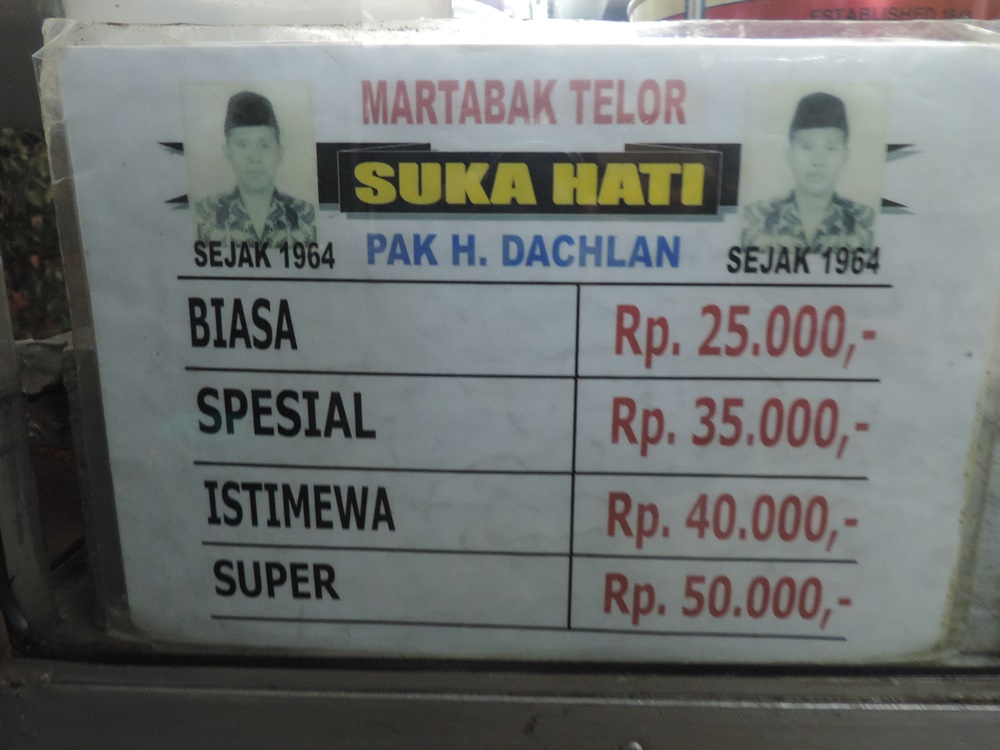 ESTABLISHED
MARTABAK TELOR
SUKA HATI
SEJAK 1964 PAK H. DACHLAN SEJAK 1964
BIASA Rp. 25.000,-
SPESIAL Rp. 35.000,-
ISTIMEWA Rp. 40.000,-
SUPER Rp. 50.000,-